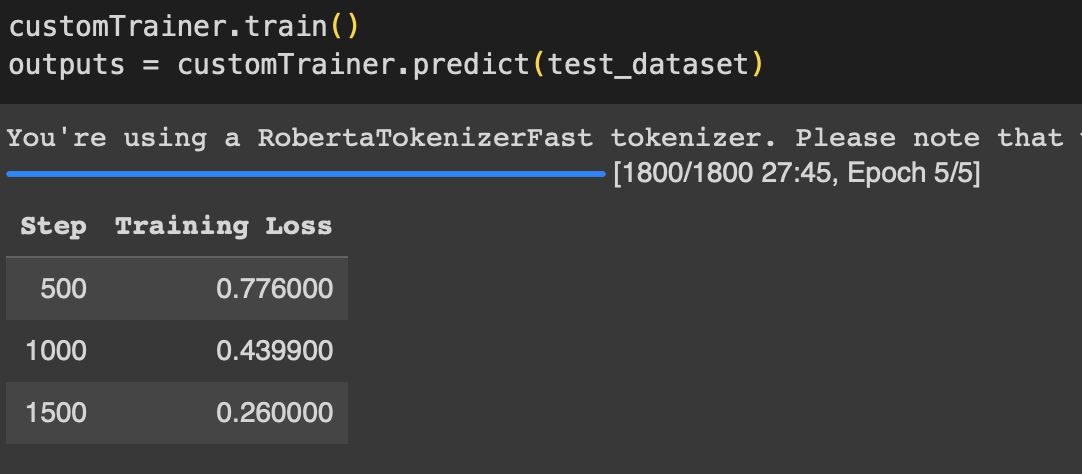 customTrainer.train()
outputs = customTrainer.predict(test_dataset)
You're using a RobertaTokenizerFast tokenizer. Please note that
[1800/1800 27:45, Epoch 5/5]
Step Training Loss
500 0.776000
1000 0.439900
1500 0.260000